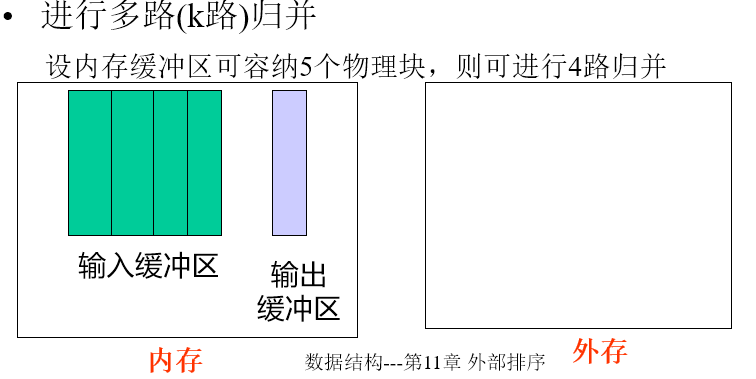 • 进行多路(k路)归并
设内存缓冲区可容纳5个物理块，则可进行4路归并
输入缓冲区
输出
缓冲区
内存
数据结构---第11章 外部排序
外存